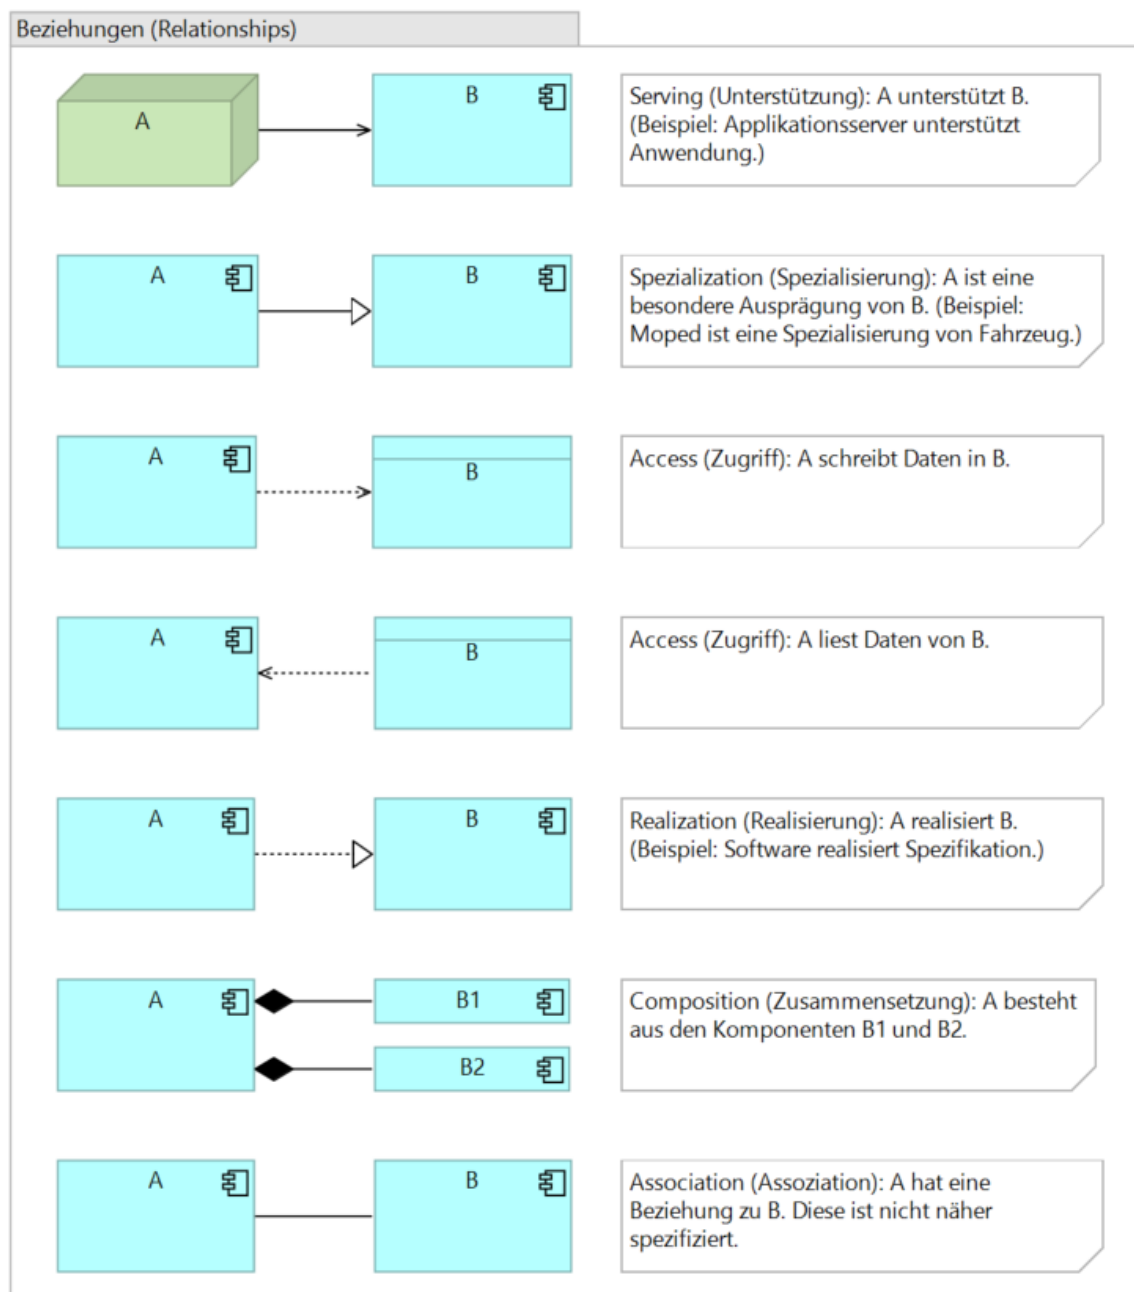 Beziehungen (Relationships)
A
B
Serving (Unterstützung): A unterstützt B.
(Beispiel: Applikationsserver unterstützt
Anwendung.)
A
B
Spezialization (Spezialisierung): A ist eine
besondere Ausprägung von B. (Beispiel:
Moped ist eine Spezialisierung von Fahrzeug.)
A
B
Access (Zugriff): A schreibt Daten in B.
A
B
Access (Zugriff): A liest Daten von B.
A
B
Realization (Realisierung): A realisiert B.
(Beispiel: Software realisiert Spezifikation.)
A
B1
B2
Composition (Zusammensetzung): A besteht
aus den Komponenten B1 und B2.
A
B
Association (Assoziation): A hat eine
Beziehung zu B. Diese ist nicht näher
spezifiziert.